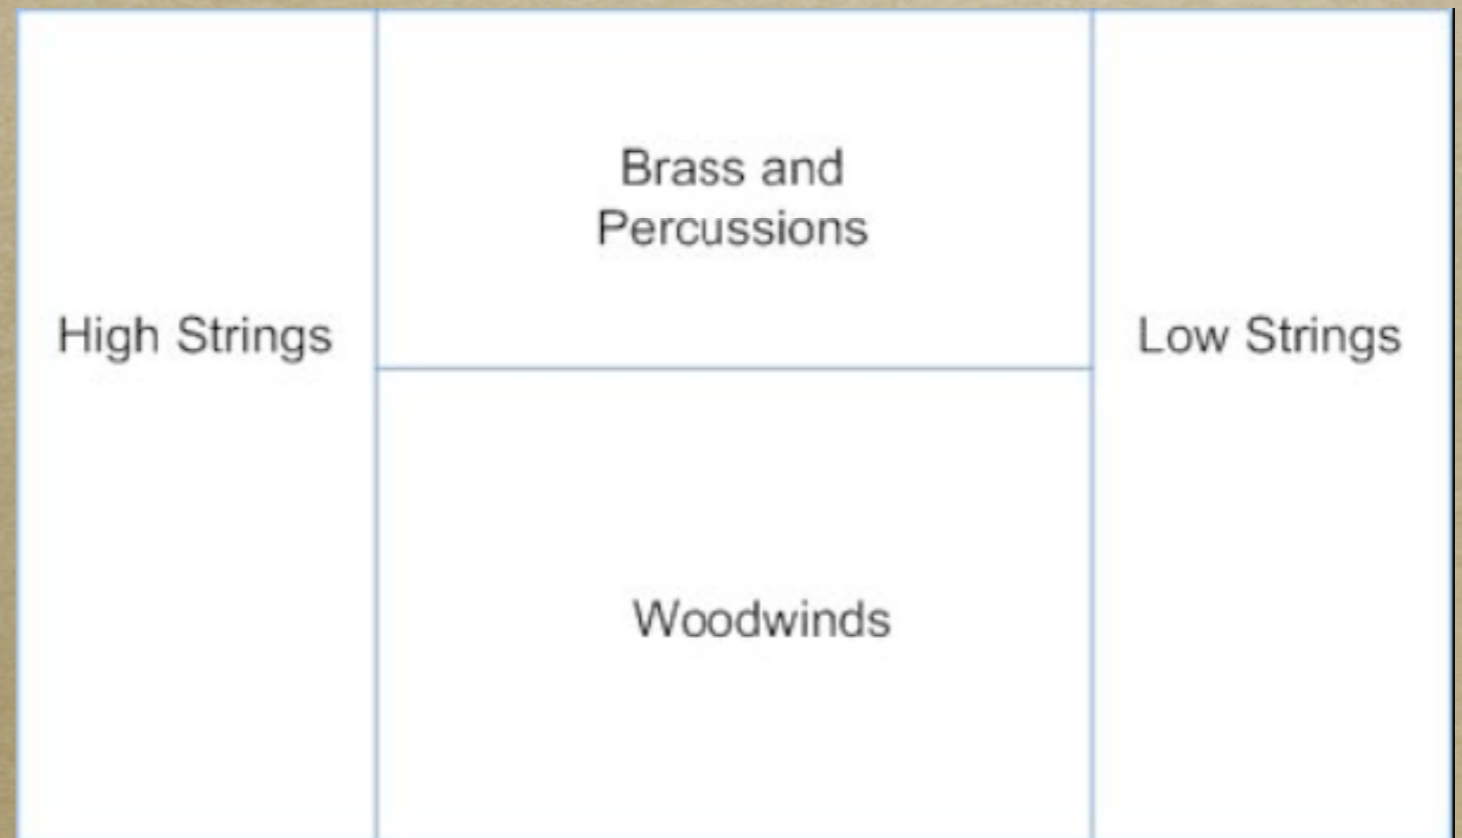 Brass and
Percussions
High Strings
Low Strings
Woodwinds